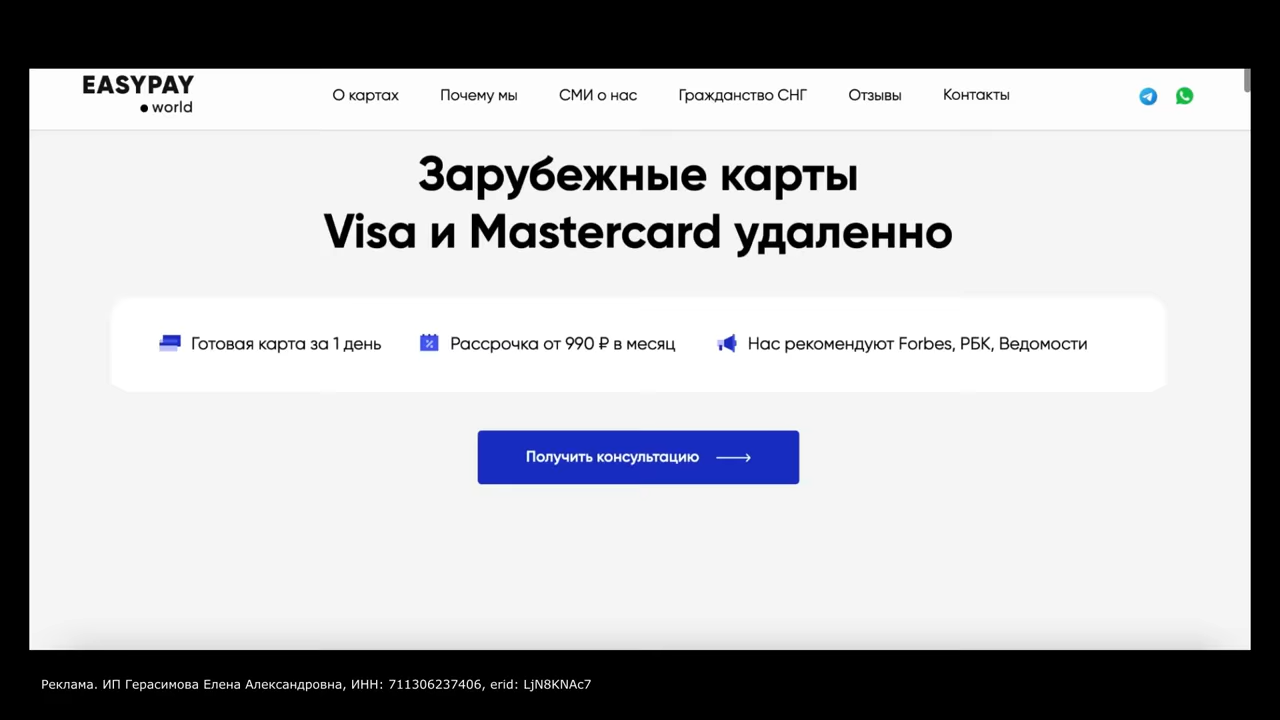 EASYPAY
world
О картах Почему мы СМИ о нас Гражданство СНГ Отзывы Контакты
Зарубежные карты
Visa и Mastercard удаленно
Готовая карта за 1 день Рассрочка от 990 ₽ в месяц Нас рекомендуют Forbes, РБК, Ведомости
Получить консультацию
Реклама. ИП Герасимова Елена Александровна, ИНН: 711306237406, erid: LjN8KNAc7